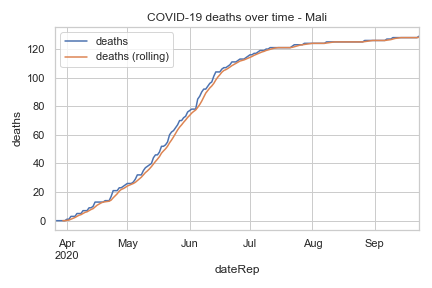 COVID-19 deaths over time - Mali
deaths
deaths (rolling)
deaths
120
100
80
60
40
20
0
Apr May Jun Jul Aug Sep
2020
dateRep